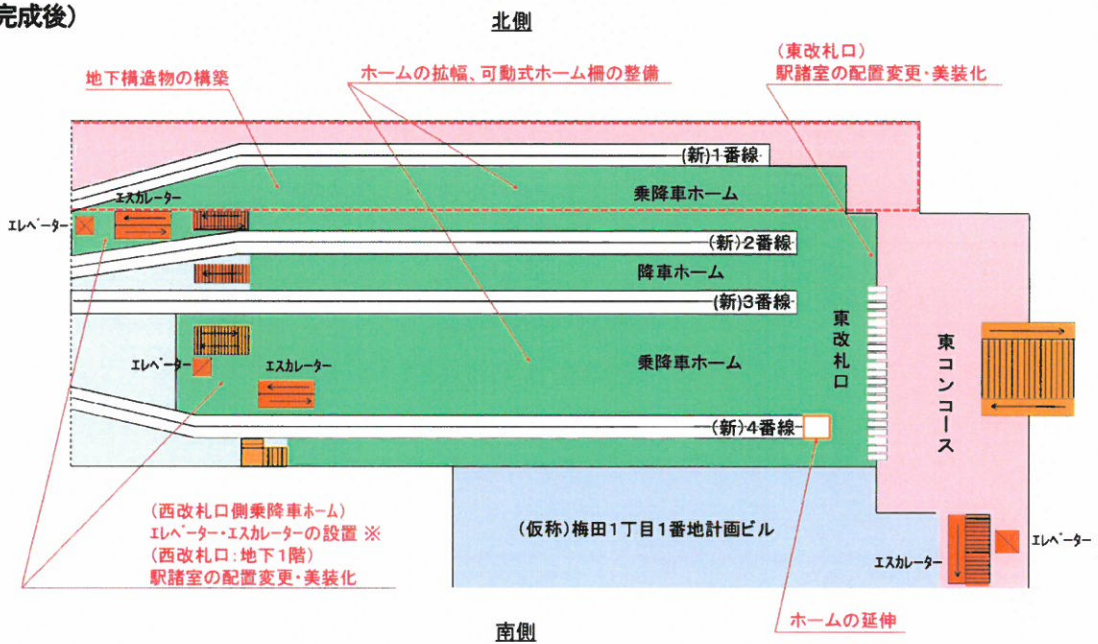 完成後)
北側
地下構造物の構築
ホームの拡幅、可動式ホーム柵の整備
(東改札口)
駅諸室の配置変更・美装化
(新)1番線
乗降車ホーム
エスカレーター
エレベーター
(新)2番線
降車ホーム
(新)3番線
東改札口
東コンコース
エレベーター
エスカレーター
乗降車ホーム
(新)4番線
(西改札口側乗降車ホーム)
エレベーター・エスカレーターの設置 ※
(西改札口:地下1階)
駅諸室の配置変更・美装化
(仮称)梅田1丁目1番地計画ビル
エスカレーター
エレベーター
ホームの延伸
南側